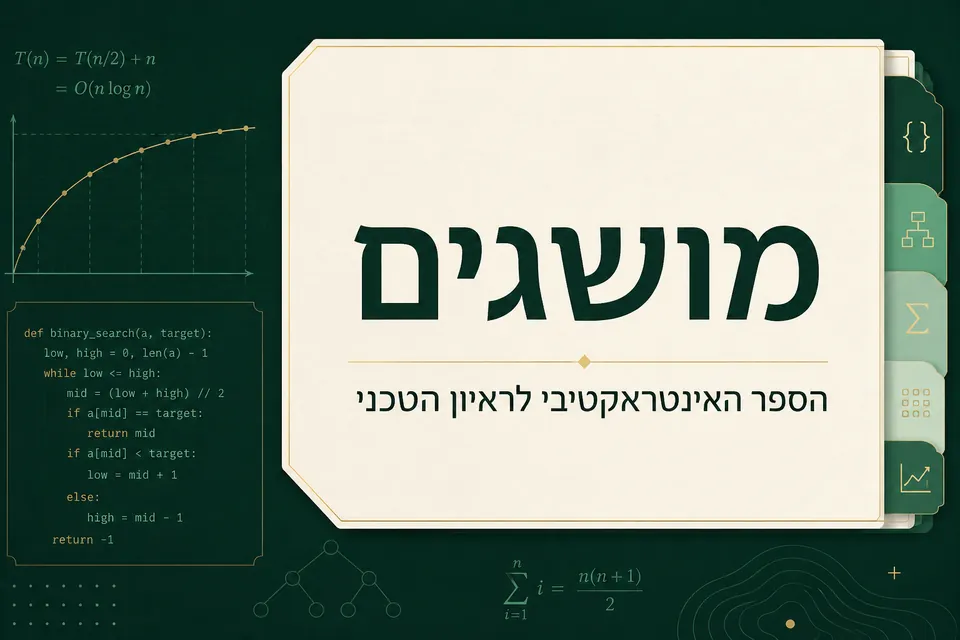 T(n) = T(n/2) + n
= O(n log n)
מושגים
הספר האינטראקטיבי לראיון הטכני
{}
Σ
def binary_search(a, target):
low, high = 0, len(a) - 1
while low <= high:
mid = (low + high) // 2
if a[mid] == target:
return mid
if a[mid] < target:
low = mid + 1
else:
high = mid - 1
return -1
n
∑ i = n(n+1)/2
i=1